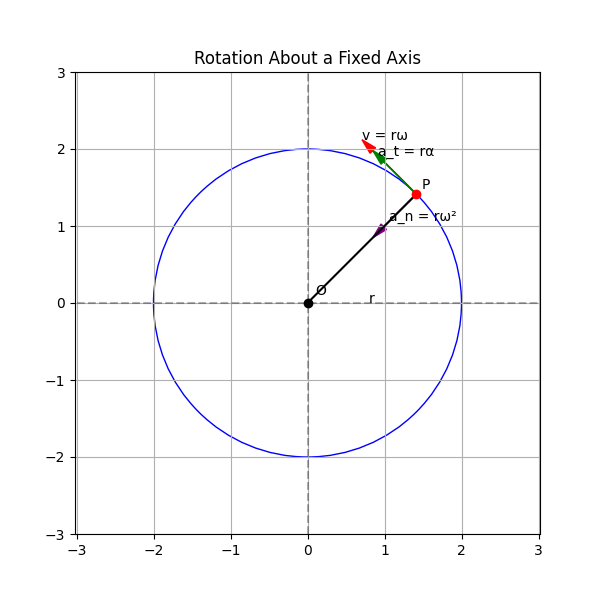 Rotation About a Fixed Axis
3
v = rω
a_t = rα
2
P
a_n = rω²
1
O
r
0
−1
−2
−3
−3 −2 −1 0 1 2 3